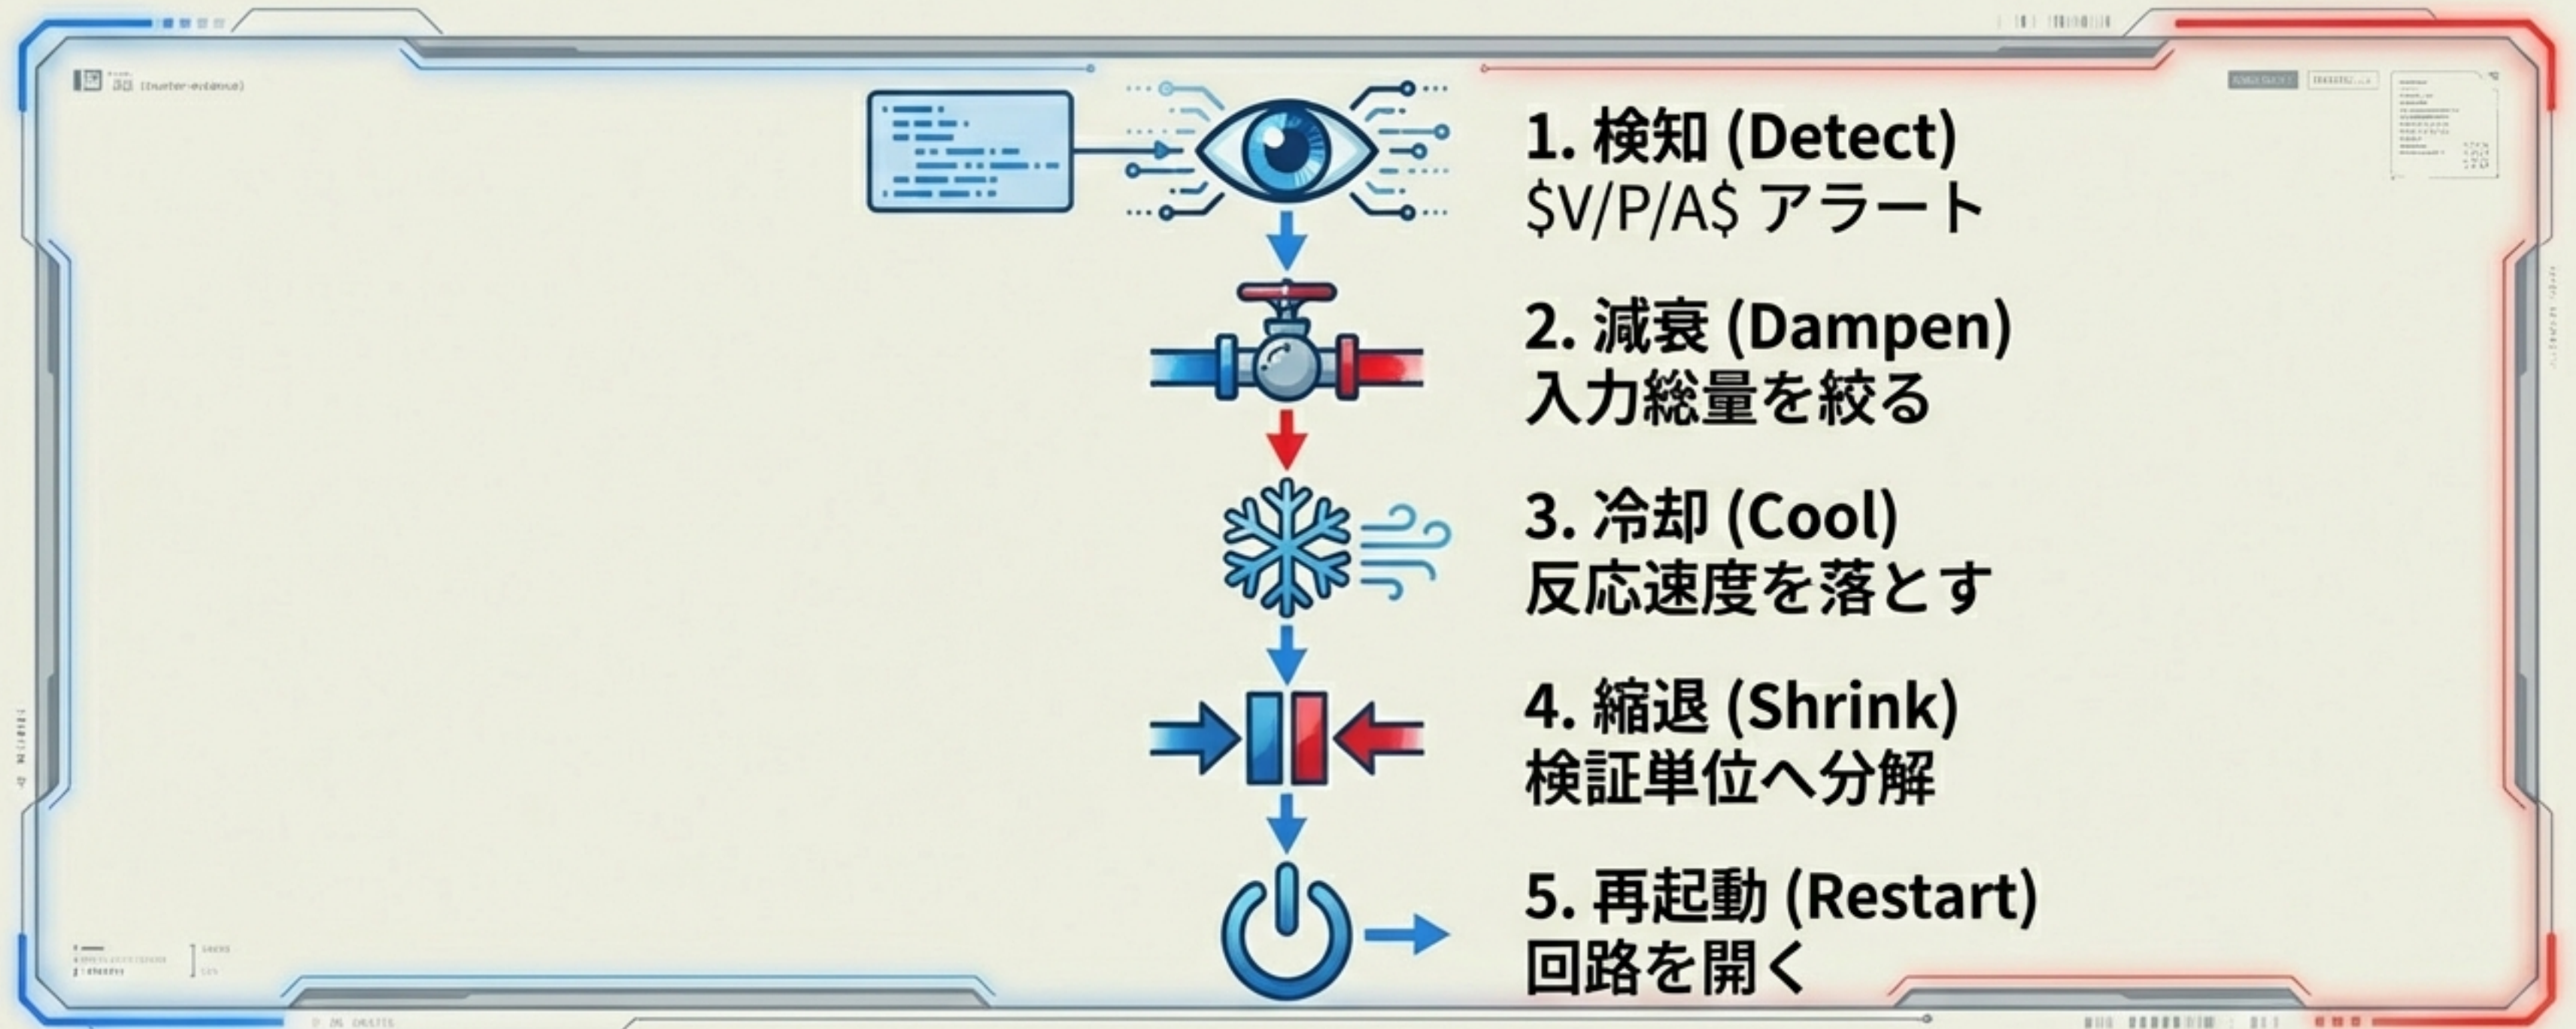 1. 検知 (Detect)
$V/P/A$ アラート
2. 減衰 (Dampen)
入力総量を絞る
3. 冷却 (Cool)
反応速度を落とす
4. 縮退 (Shrink)
検証単位へ分解
5. 再起動 (Restart)
回路を開く